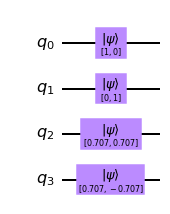 q₀ |ψ⟩
[1, 0]
q₁ |ψ⟩
[0, 1]
q₂ |ψ⟩
[0.707, 0.707]
q₃ |ψ⟩
[0.707, −0.707]